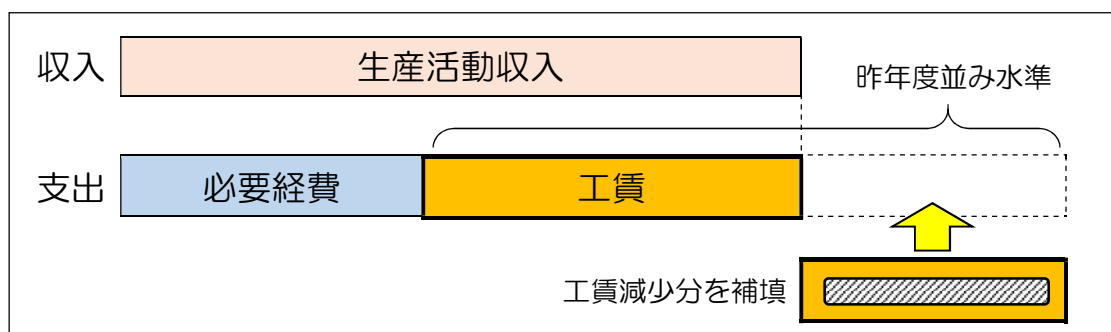 収入
生産活動収入
昨年度並み水準
支出
必要経費
工賃
工賃減少分を補填